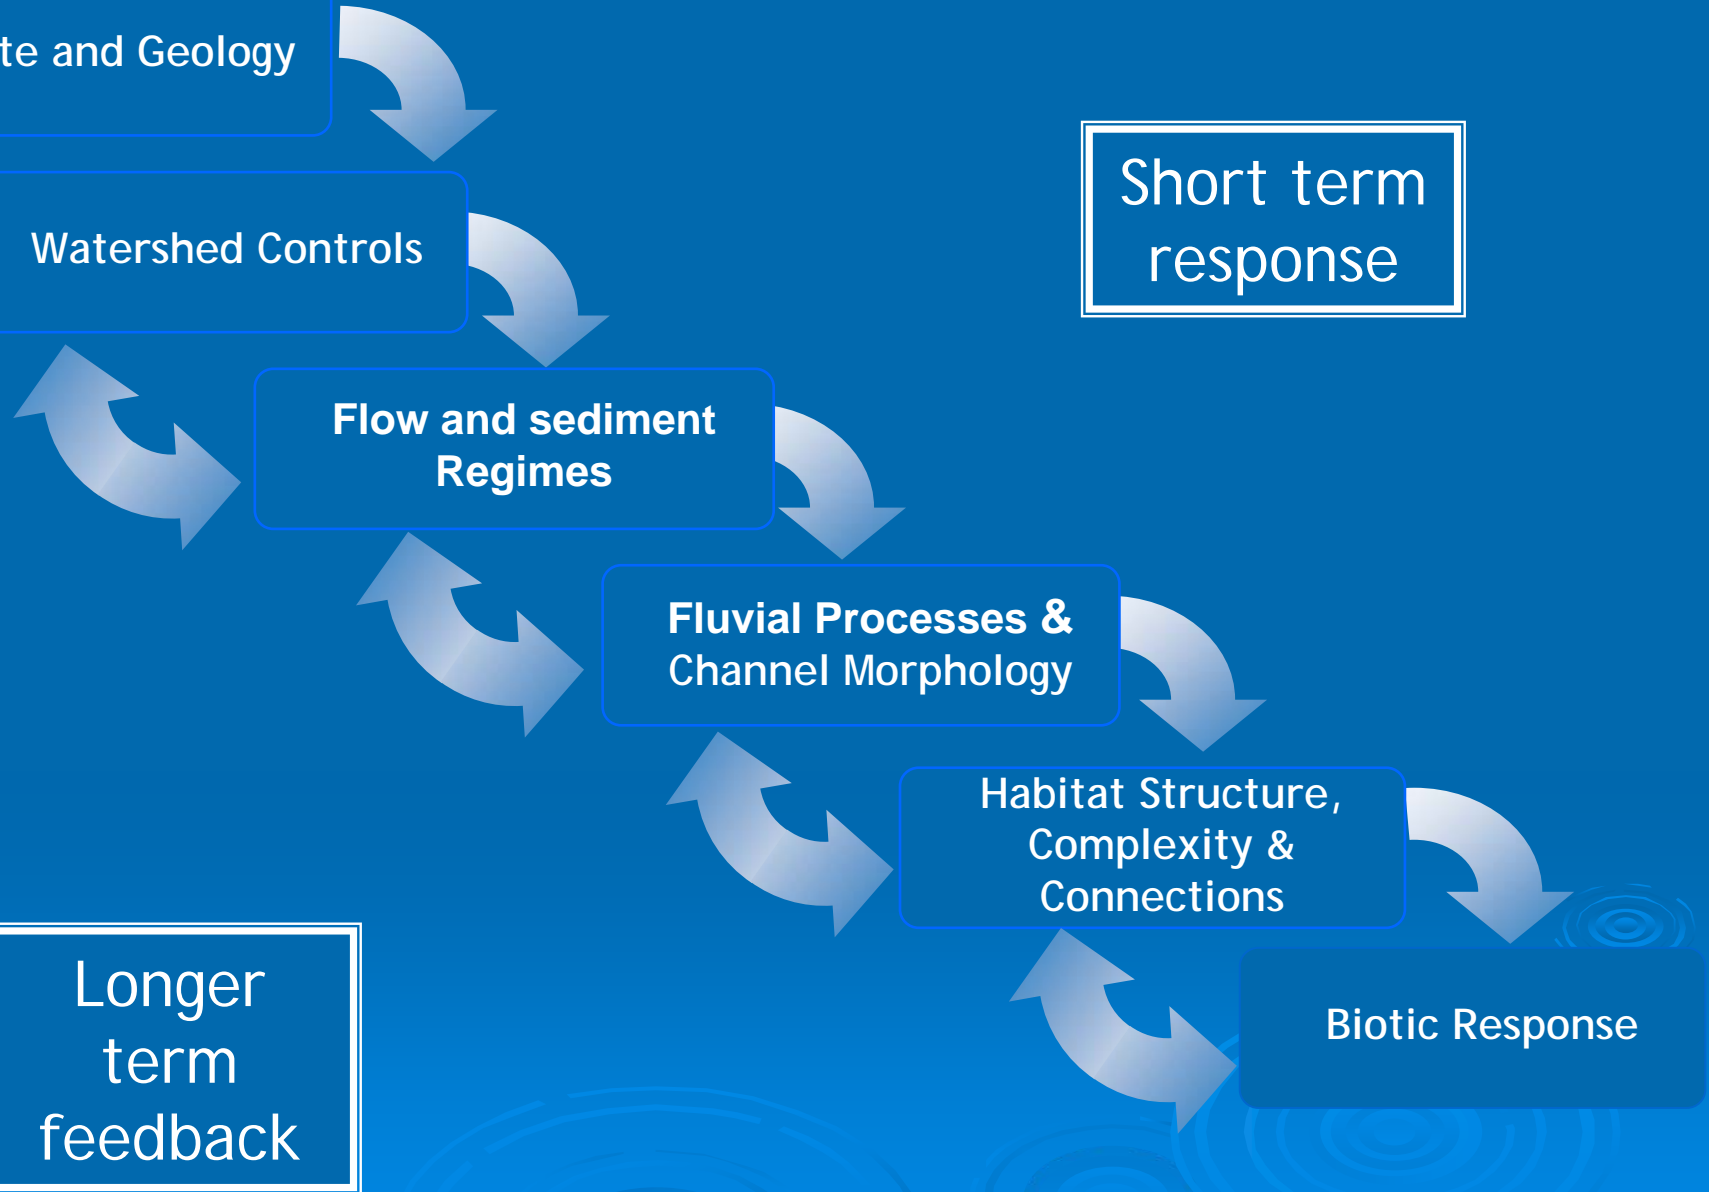 te and Geology
Short term
response
Watershed Controls
Flow and sediment
Regimes
Fluvial Processes &
Channel Morphology
Habitat Structure,
Complexity &
Connections
Longer
term
feedback
Biotic Response